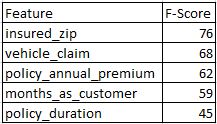 Feature F-Score
insured_zip 76
vehicle_claim 68
policy_annual_premium 62
months_as_customer 59
policy_duration 45